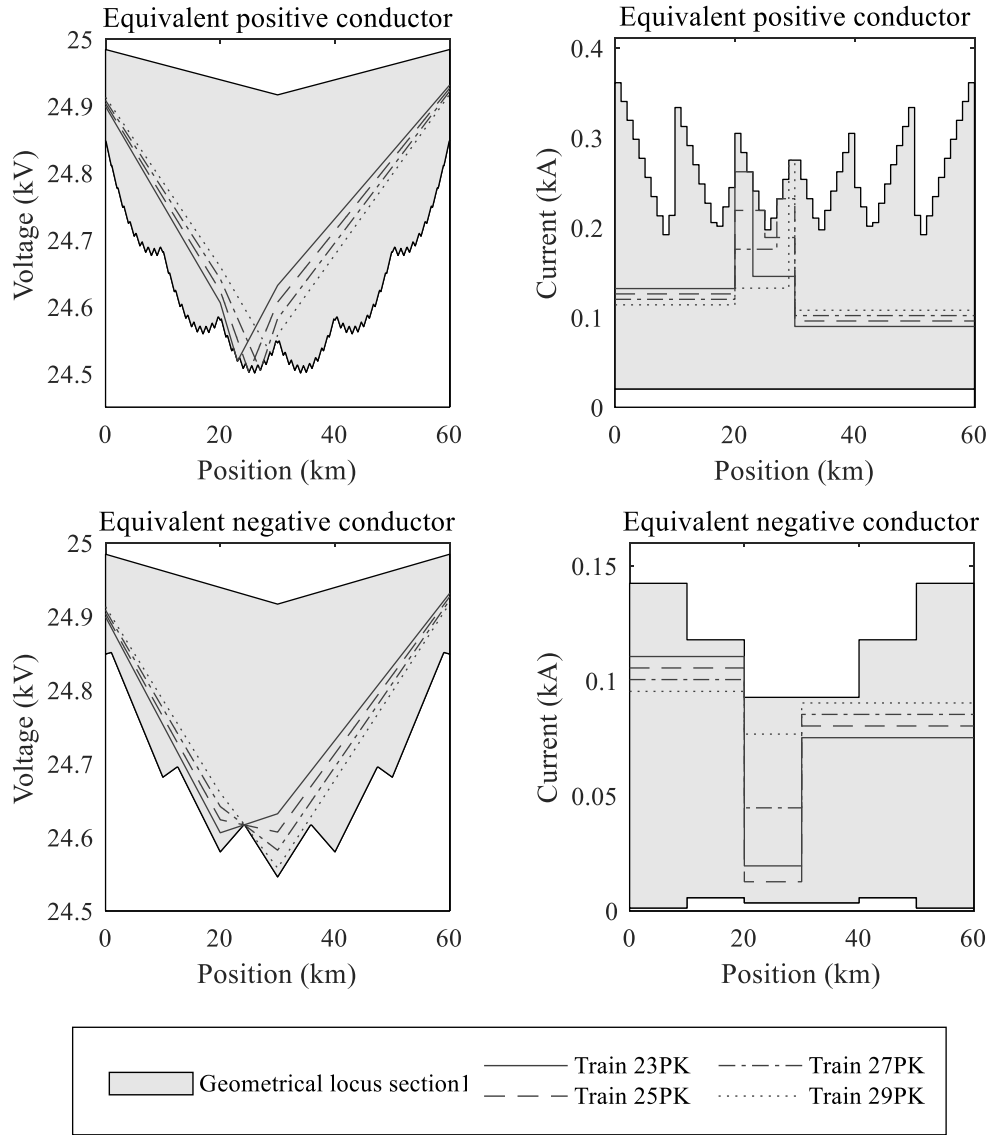 Equivalent positive conductor
25
24.9
24.8
24.7
24.6
24.5
Voltage (kV)
0 20 40 60
Position (km)
Equivalent positive conductor
0.4
0.3
0.2
0.1
0
Current (kA)
0 20 40 60
Position (km)
Equivalent negative conductor
25
24.9
24.8
24.7
24.6
24.5
Voltage (kV)
0 20 40 60
Position (km)
Equivalent negative conductor
0.15
0.1
0.05
0
Current (kA)
0 20 40 60
Position (km)
Geometrical locus section1
Train 23PK
Train 25PK
Train 27PK
Train 29PK